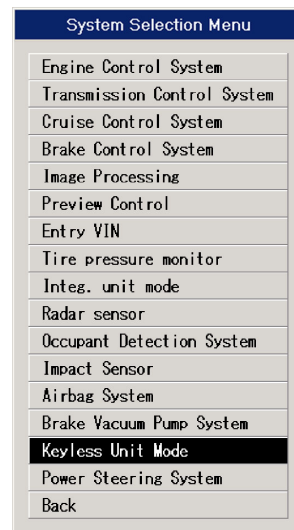 System Selection Menu
Engine Control System
Transmission Control System
Cruise Control System
Brake Control System
Image Processing
Preview Control
Entry VIN
Tire pressure monitor
Integ. unit mode
Radar sensor
Occupant Detection System
Impact Sensor
Airbag System
Brake Vacuum Pump System
Keyless Unit Mode
Power Steering System
Back